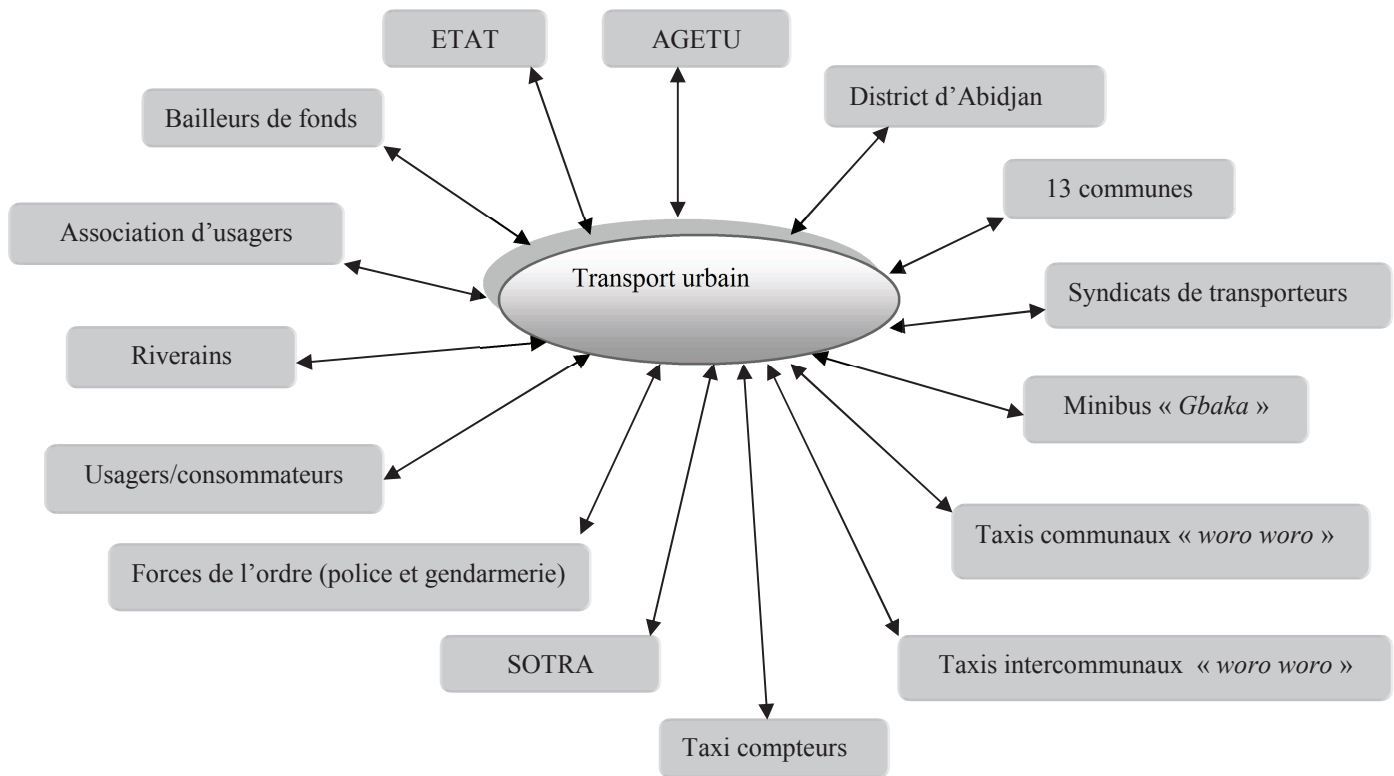 ETAT
AGETU
District d’Abidjan
Bailleurs de fonds
13 communes
Association d’usagers
Transport urbain
Syndicats de transporteurs
Riverains
Minibus « Gbaka »
Usagers/consommateurs
Taxis communaux « woro woro »
Forces de l’ordre (police et gendarmerie)
SOTRA
Taxis intercommunaux « woro woro »
Taxi compteurs